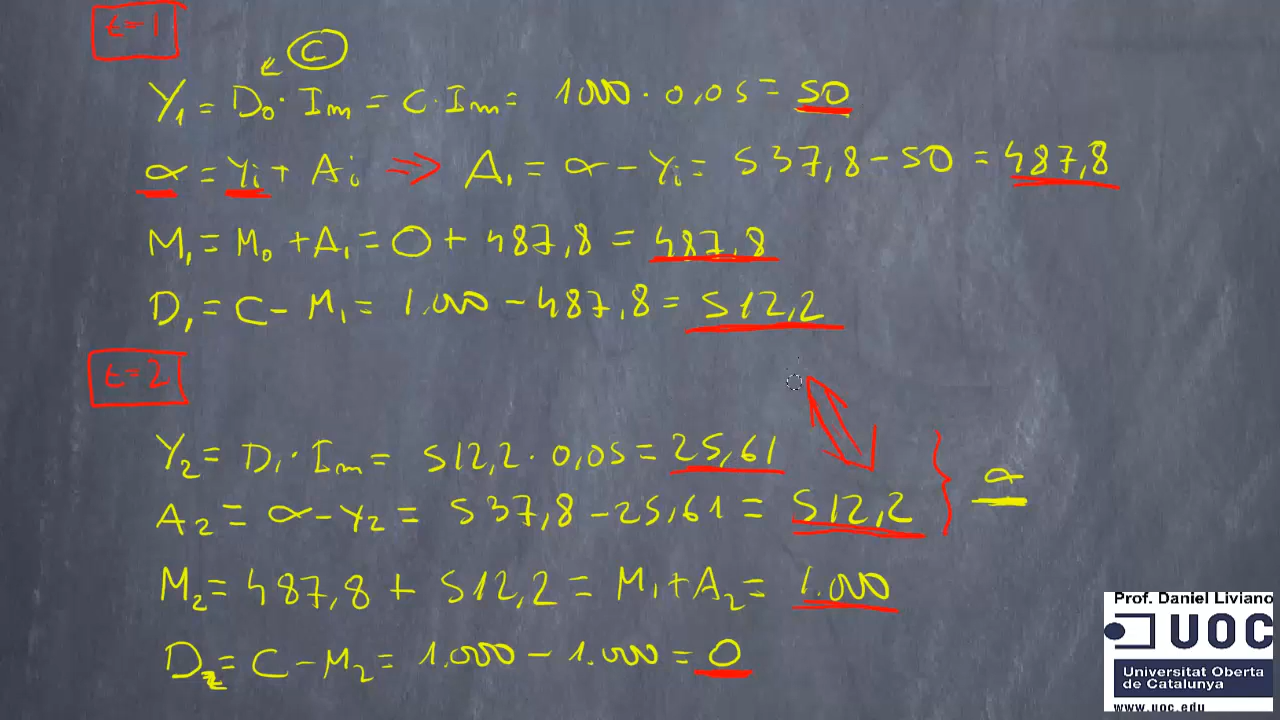 t=1
C
Y₁ = D₀ · Im = C · Im = 1000 · 0,05 = 50
α = Yi + Ai ⇒ A₁ = α − Yi = 537,8 − 50 = 487,8
M₁ = M₀ + A₁ = 0 + 487,8 = 487,8
D₁ = C − M₁ = 1.000 − 487,8 = 512,2
t=2
Y₂ = D₁ · Im = 512,2 · 0,05 = 25,61
A₂ = α − Y₂ = 537,8 − 25,61 = 512,2 } α
M₂ = 487,8 + 512,2 = M₁ + A₂ = 1.000
D₂ = C − M₂ = 1.000 − 1.000 = 0
Prof. Daniel Liviano
UOC
Universitat Oberta
de Catalunya
www.uoc.edu